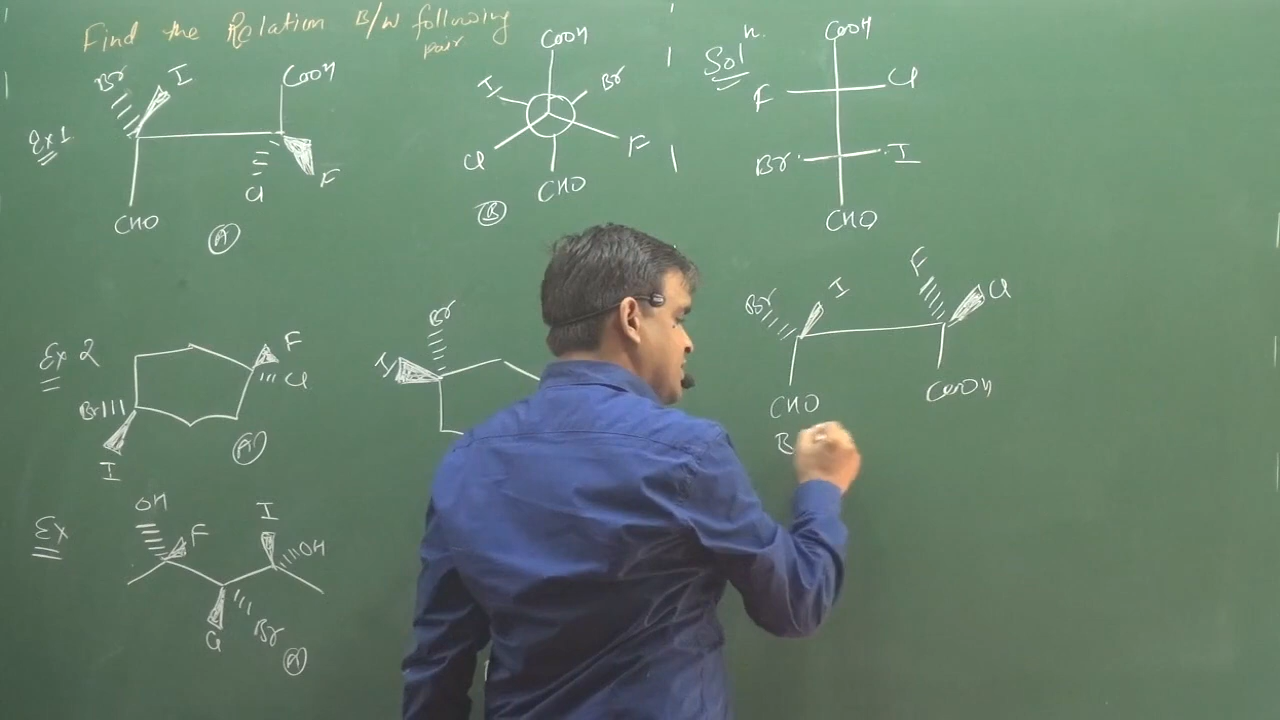 Find the Relation B/W following
pair
Ex 1
Br I COOH
CHO Cl F
(A)
COOH
I Br
Cl F
CHO
(B)
Sol^n.
COOH
F Cl
Br I
CHO
Br I F Cl
CHO COOH
B
Ex 2
F
Cl
Br
I
(A)
Br
I
Ex
OH F I OH
Cl Br
(A)